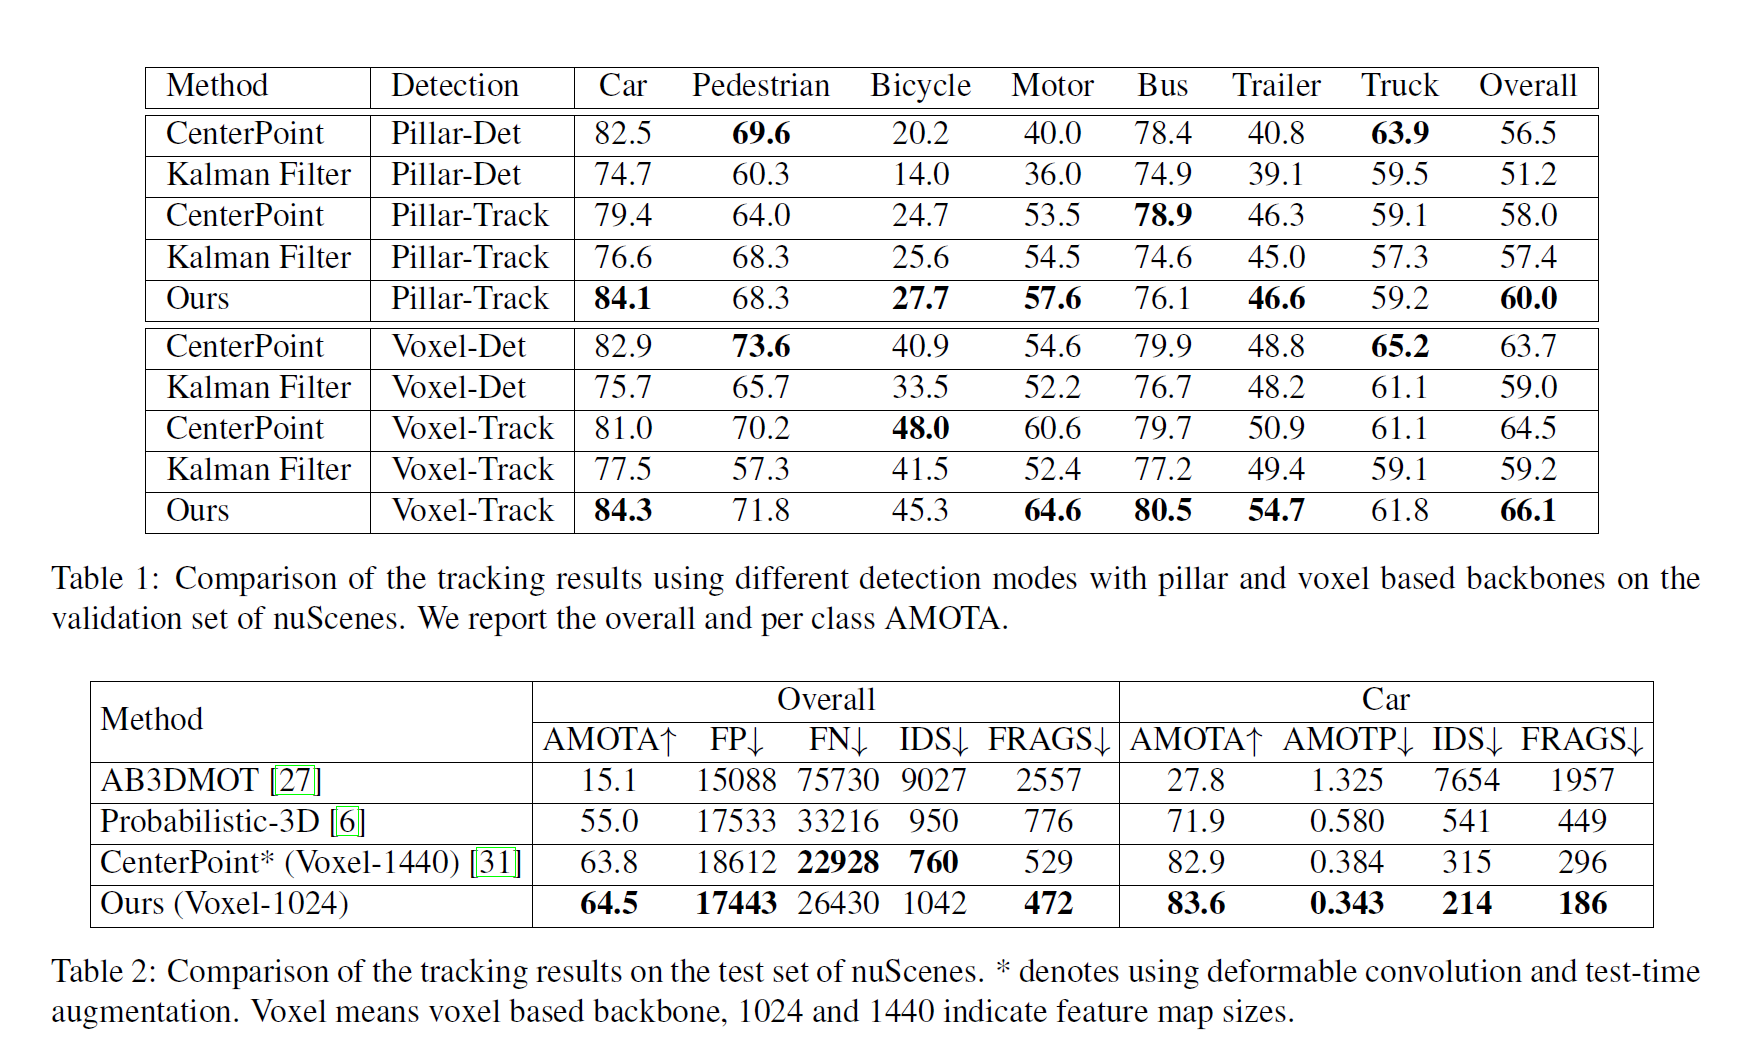 Method Detection Car Pedestrian Bicycle Motor Bus Trailer Truck Overall
CenterPoint Pillar-Det 82.5 69.6 20.2 40.0 78.4 40.8 63.9 56.5
Kalman Filter Pillar-Det 74.7 60.3 14.0 36.0 74.9 39.1 59.5 51.2
CenterPoint Pillar-Track 79.4 64.0 24.7 53.5 78.9 46.3 59.1 58.0
Kalman Filter Pillar-Track 76.6 68.3 25.6 54.5 74.6 45.0 57.3 57.4
Ours Pillar-Track 84.1 68.3 27.7 57.6 76.1 46.6 59.2 60.0
CenterPoint Voxel-Det 82.9 73.6 40.9 54.6 79.9 48.8 65.2 63.7
Kalman Filter Voxel-Det 75.7 65.7 33.5 52.2 76.7 48.2 61.1 59.0
CenterPoint Voxel-Track 81.0 70.2 48.0 60.6 79.7 50.9 61.1 64.5
Kalman Filter Voxel-Track 77.5 57.3 41.5 52.4 77.2 49.4 59.1 59.2
Ours Voxel-Track 84.3 71.8 45.3 64.6 80.5 54.7 61.8 66.1
Table 1: Comparison of the tracking results using different detection modes with pillar and voxel based backbones on the
validation set of nuScenes. We report the overall and per class AMOTA.
Method Overall Car
AMOTA↑ FP↓ FN↓ IDS↓ FRAGS↓ AMOTA↑ AMOTP↓ IDS↓ FRAGS↓
AB3DMOT [27] 15.1 15088 75730 9027 2557 27.8 1.325 7654 1957
Probabilistic-3D [6] 55.0 17533 33216 950 776 71.9 0.580 541 449
CenterPoint* (Voxel-1440) [31] 63.8 18612 22928 760 529 82.9 0.384 315 296
Ours (Voxel-1024) 64.5 17443 26430 1042 472 83.6 0.343 214 186
Table 2: Comparison of the tracking results on the test set of nuScenes. * denotes using deformable convolution and test-time
augmentation. Voxel means voxel based backbone, 1024 and 1440 indicate feature map sizes.